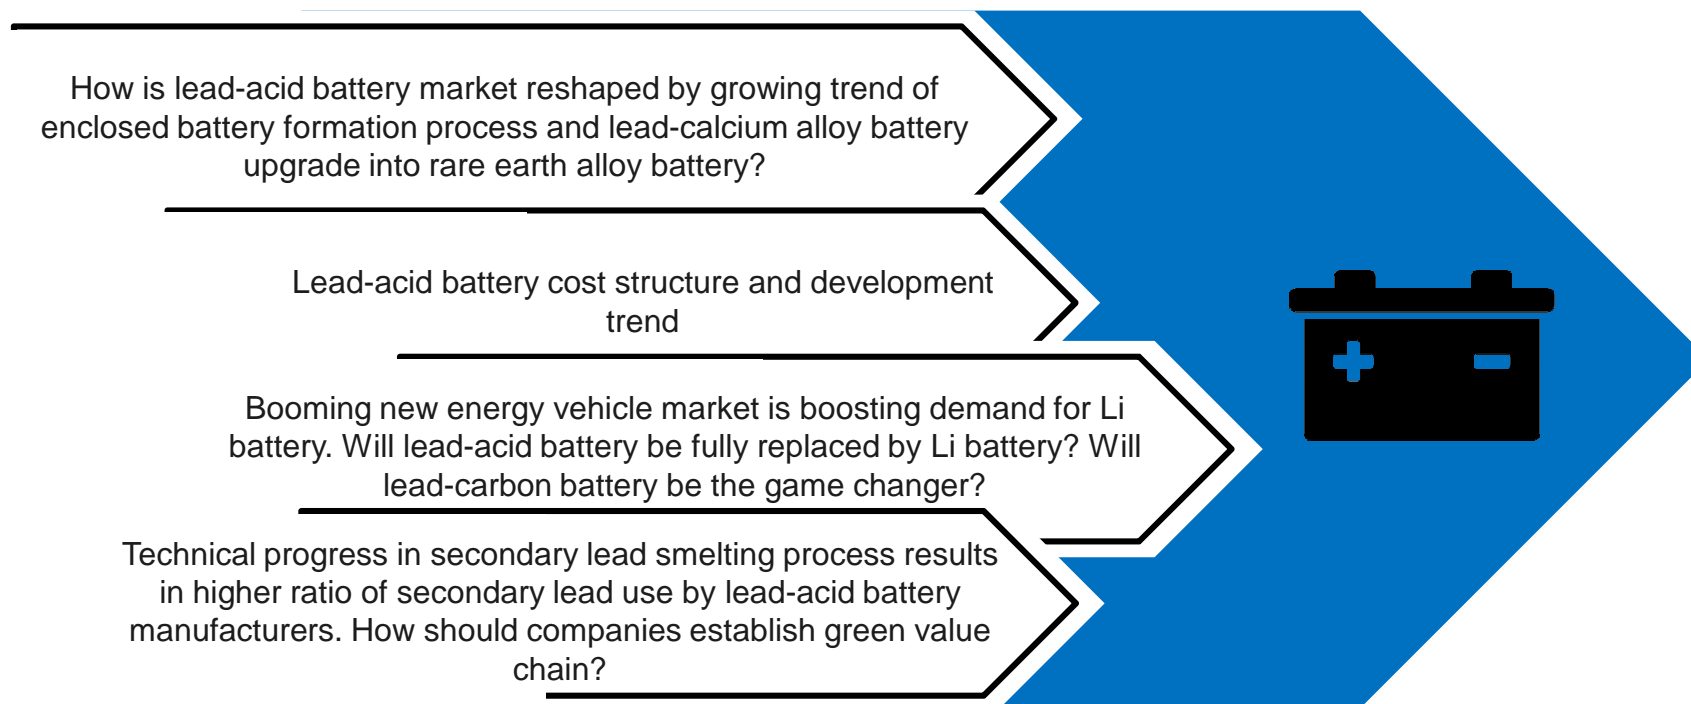 How is lead-acid battery market reshaped by growing trend of
enclosed battery formation process and lead-calcium alloy battery
upgrade into rare earth alloy battery?
Lead-acid battery cost structure and development
trend
Booming new energy vehicle market is boosting demand for Li
battery. Will lead-acid battery be fully replaced by Li battery? Will
lead-carbon battery be the game changer?
Technical progress in secondary lead smelting process results
in higher ratio of secondary lead use by lead-acid battery
manufacturers. How should companies establish green value
chain?